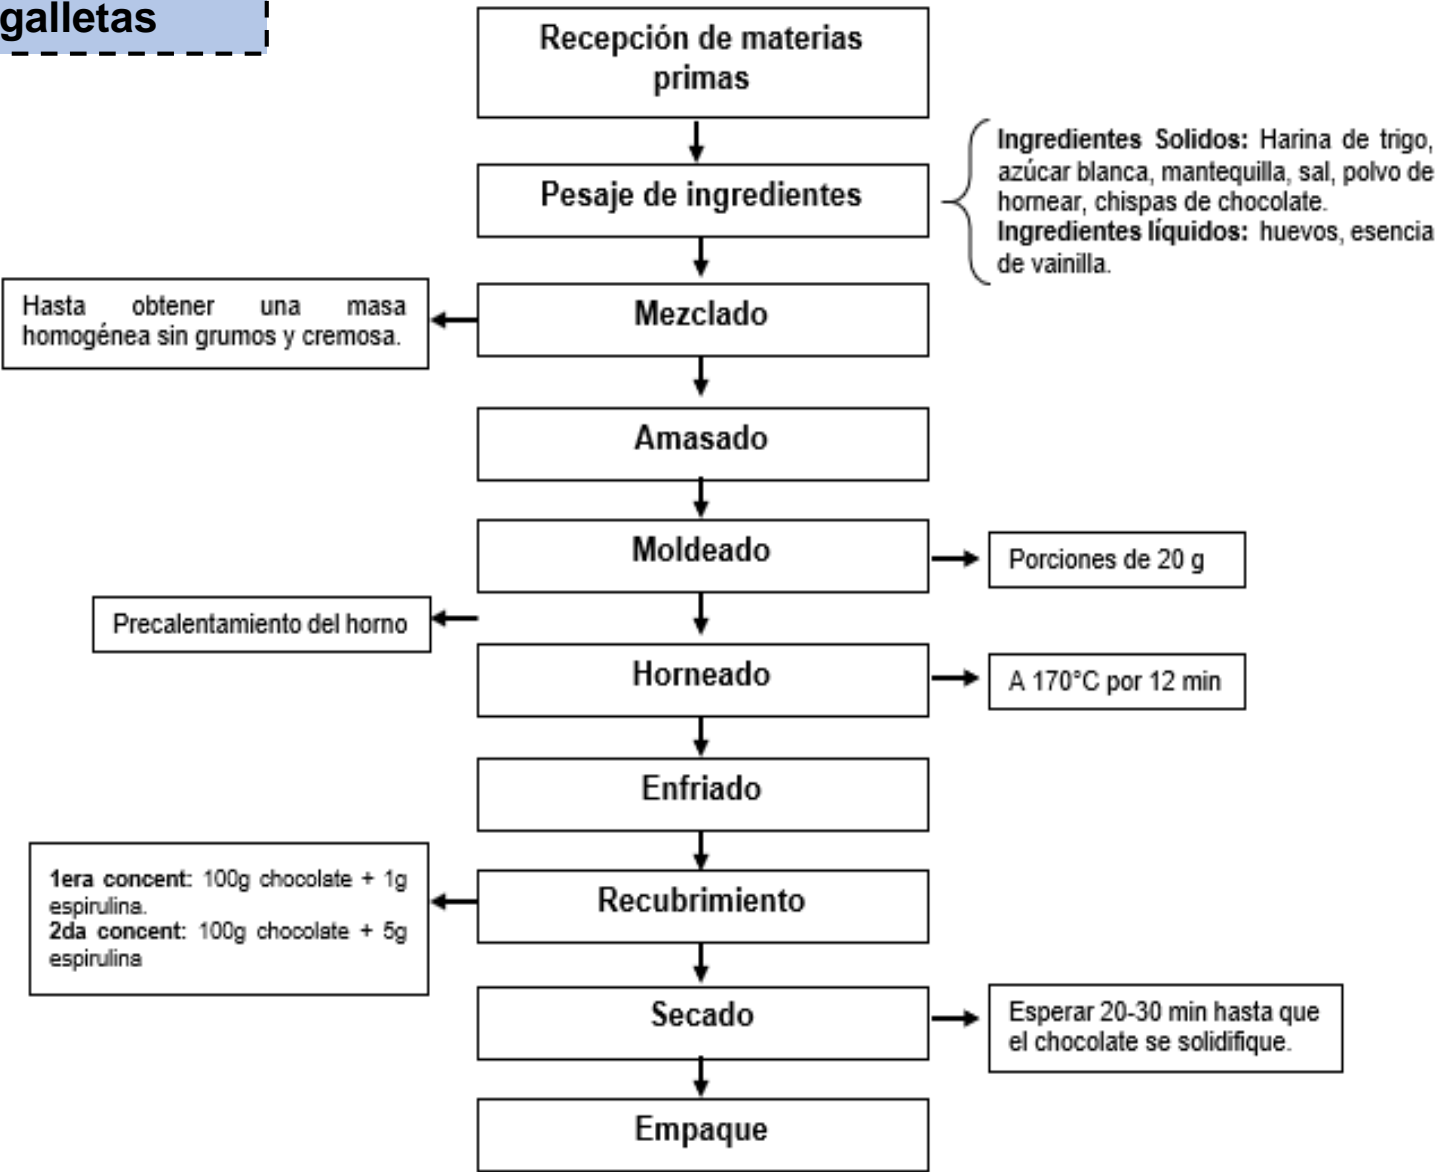 galletas
Recepción de materias
primas
Pesaje de ingredientes
Ingredientes Solidos: Harina de trigo,
azúcar blanca, mantequilla, sal, polvo de
hornear, chispas de chocolate.
Ingredientes líquidos: huevos, esencia
de vainilla.
Mezclado
Hasta obtener una masa
homogénea sin grumos y cremosa.
Amasado
Moldeado
Porciones de 20 g
Precalentamiento del horno
Horneado
A 170°C por 12 min
Enfriado
Recubrimiento
1era concent: 100g chocolate + 1g
espirulina.
2da concent: 100g chocolate + 5g
espirulina
Secado
Esperar 20-30 min hasta que
el chocolate se solidifique.
Empaque